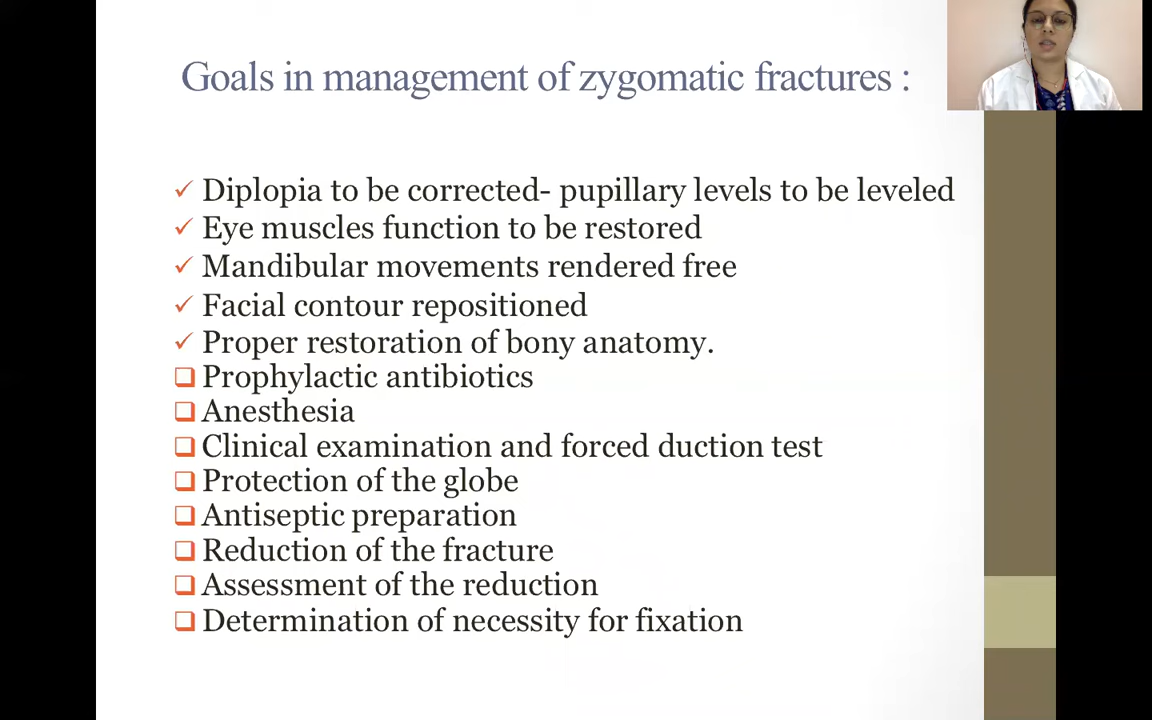 Goals in management of zygomatic fractures :
Diplopia to be corrected- pupillary levels to be leveled
Eye muscles function to be restored
Mandibular movements rendered free
Facial contour repositioned
Proper restoration of bony anatomy.
Prophylactic antibiotics
Anesthesia
Clinical examination and forced duction test
Protection of the globe
Antiseptic preparation
Reduction of the fracture
Assessment of the reduction
Determination of necessity for fixation